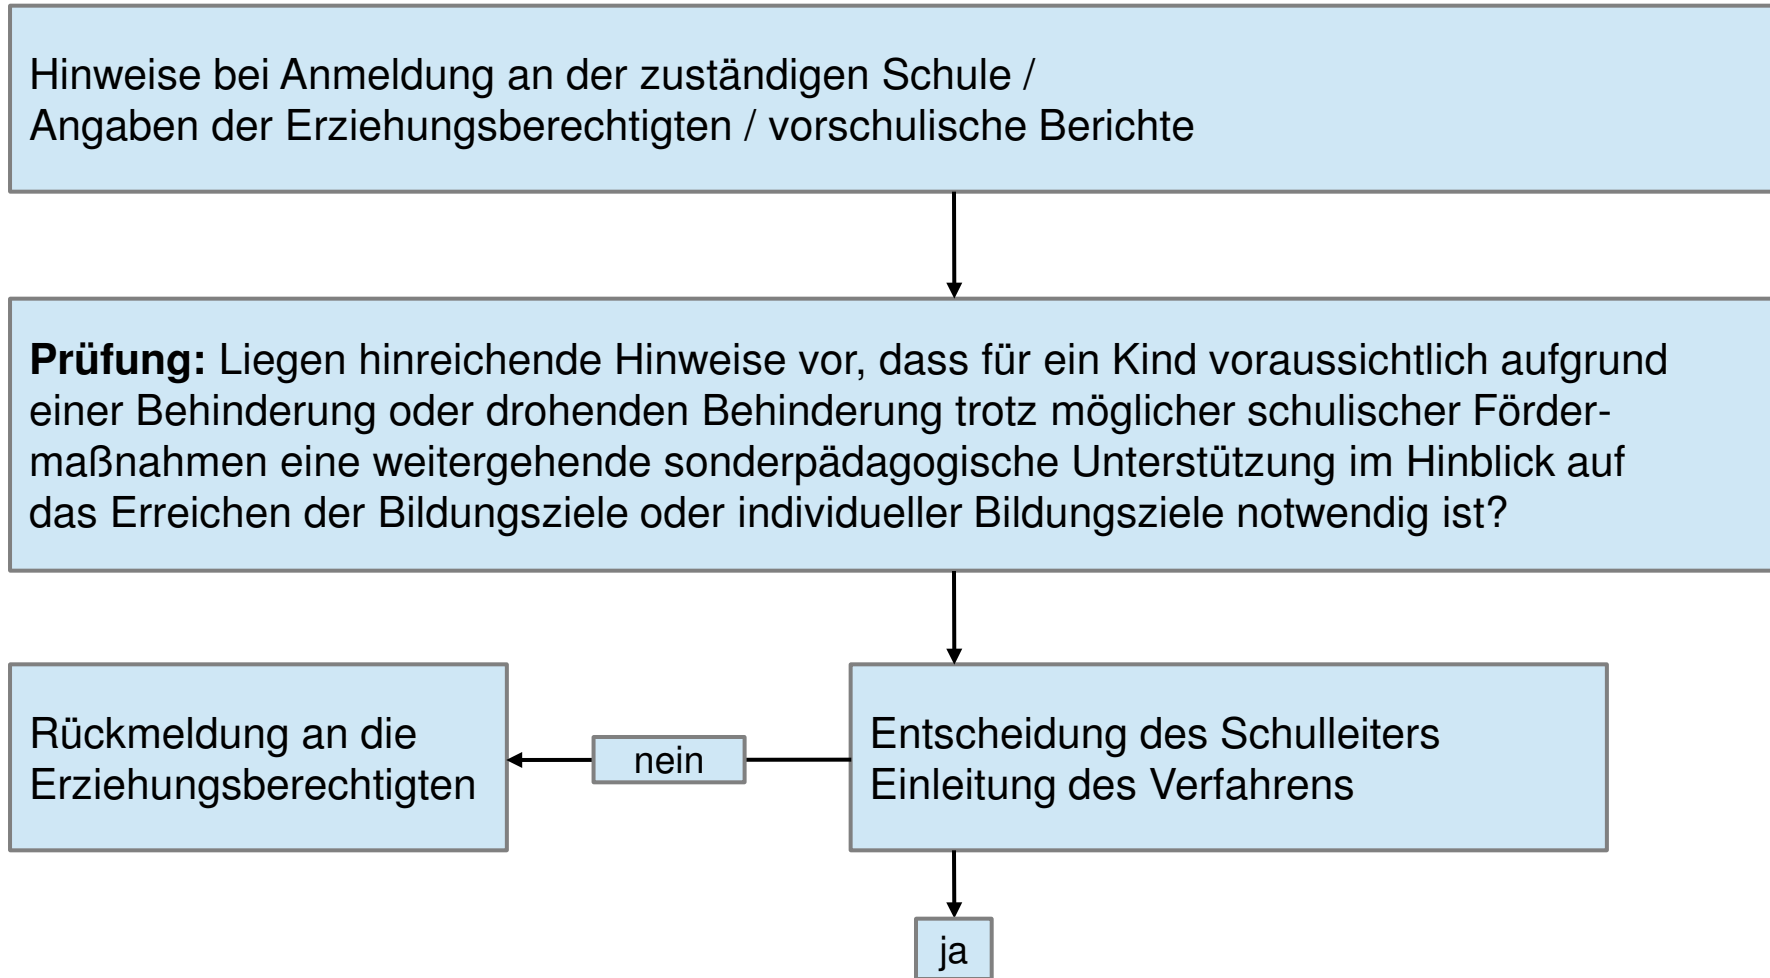 Hinweise bei Anmeldung an der zuständigen Schule /
Angaben der Erziehungsberechtigten / vorschulische Berichte
Prüfung: Liegen hinreichende Hinweise vor, dass für ein Kind voraussichtlich aufgrund
einer Behinderung oder drohenden Behinderung trotz möglicher schulischer Förder-
maßnahmen eine weitergehende sonderpädagogische Unterstützung im Hinblick auf
das Erreichen der Bildungsziele oder individueller Bildungsziele notwendig ist?
Rückmeldung an die
Erziehungsberechtigten
nein
Entscheidung des Schulleiters
Einleitung des Verfahrens
ja